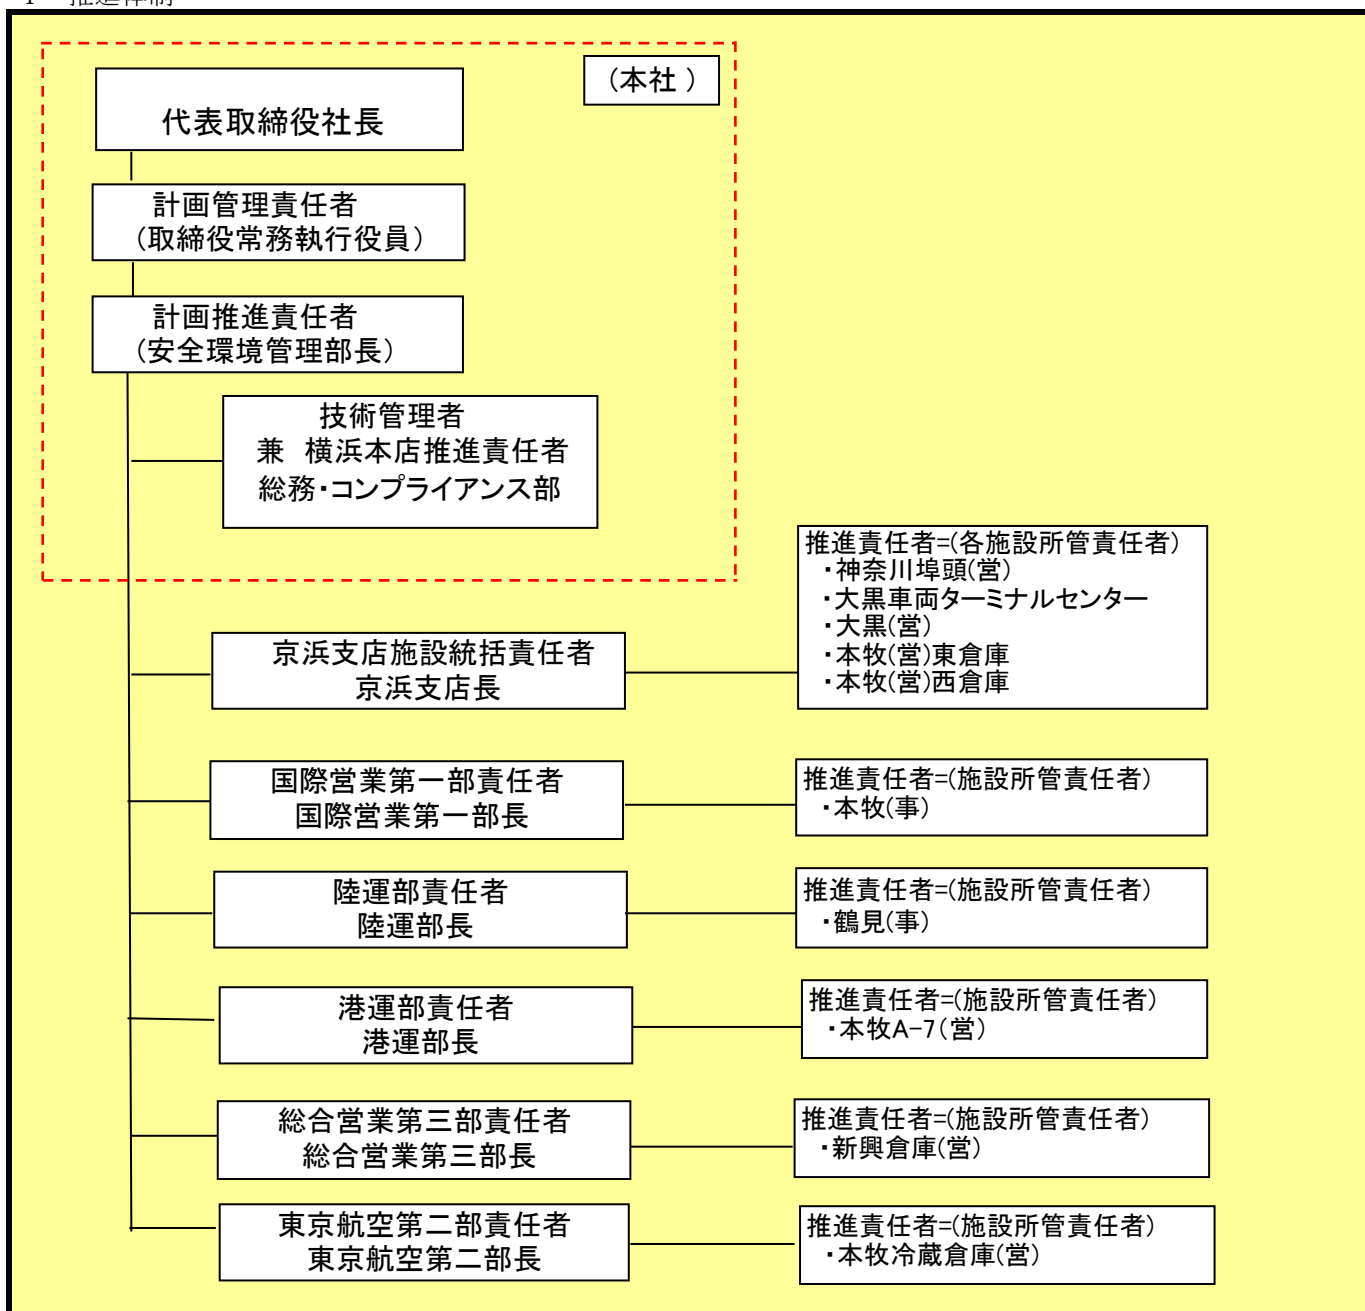 1 推進体制
(本社 )
代表取締役社長
計画管理責任者
(取締役常務執行役員)
計画推進責任者
(安全環境管理部長)
技術管理者
兼 横浜本店推進責任者
総務・コンプライアンス部
京浜支店施設統括責任者
京浜支店長
推進責任者=(各施設所管責任者)
・神奈川埠頭(営)
・大黒車両ターミナルセンター
・大黒(営)
・本牧(営)東倉庫
・本牧(営)西倉庫
国際営業第一部責任者
国際営業第一部長
推進責任者=(施設所管責任者)
・本牧(事)
陸運部責任者
陸運部長
推進責任者=(施設所管責任者)
・鶴見(事)
港運部責任者
港運部長
推進責任者=(施設所管責任者)
・本牧A-7(営)
総合営業第三部責任者
総合営業第三部長
推進責任者=(施設所管責任者)
・新興倉庫(営)
東京航空第二部責任者
東京航空第二部長
推進責任者=(施設所管責任者)
・本牧冷蔵倉庫(営)